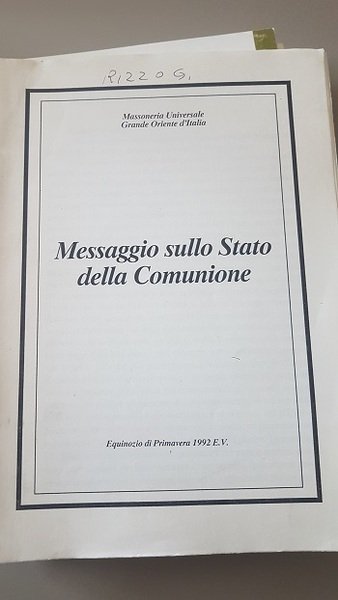 RIZZO G.
Massoneria Universale
Grande Oriente d'Italia
Messaggio sullo Stato
della Comunione
Equinozio di Primavera 1992 E.V.